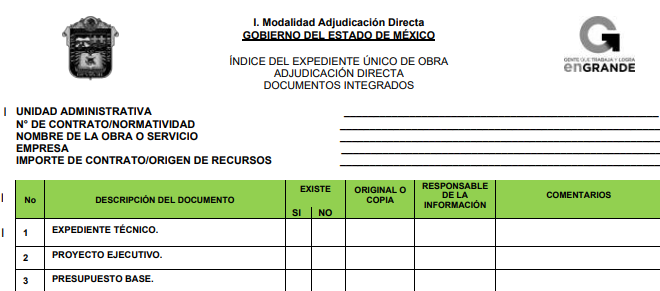 I. Modalidad Adjudicación Directa
GOBIERNO DEL ESTADO DE MÉXICO
ÍNDICE DEL EXPEDIENTE ÚNICO DE OBRA
ADJUDICACIÓN DIRECTA
DOCUMENTOS INTEGRADOS
GENTE QUE TRABAJA Y LOGRA
enGRANDE
UNIDAD ADMINISTRATIVA
N° DE CONTRATO/NORMATIVIDAD
NOMBRE DE LA OBRA O SERVICIO
EMPRESA
IMPORTE DE CONTRATO/ORIGEN DE RECURSOS
No DESCRIPCIÓN DEL DOCUMENTO EXISTE SI NO ORIGINAL O COPIA RESPONSABLE DE LA INFORMACIÓN COMENTARIOS
1 EXPEDIENTE TÉCNICO.
2 PROYECTO EJECUTIVO.
3 PRESUPUESTO BASE.